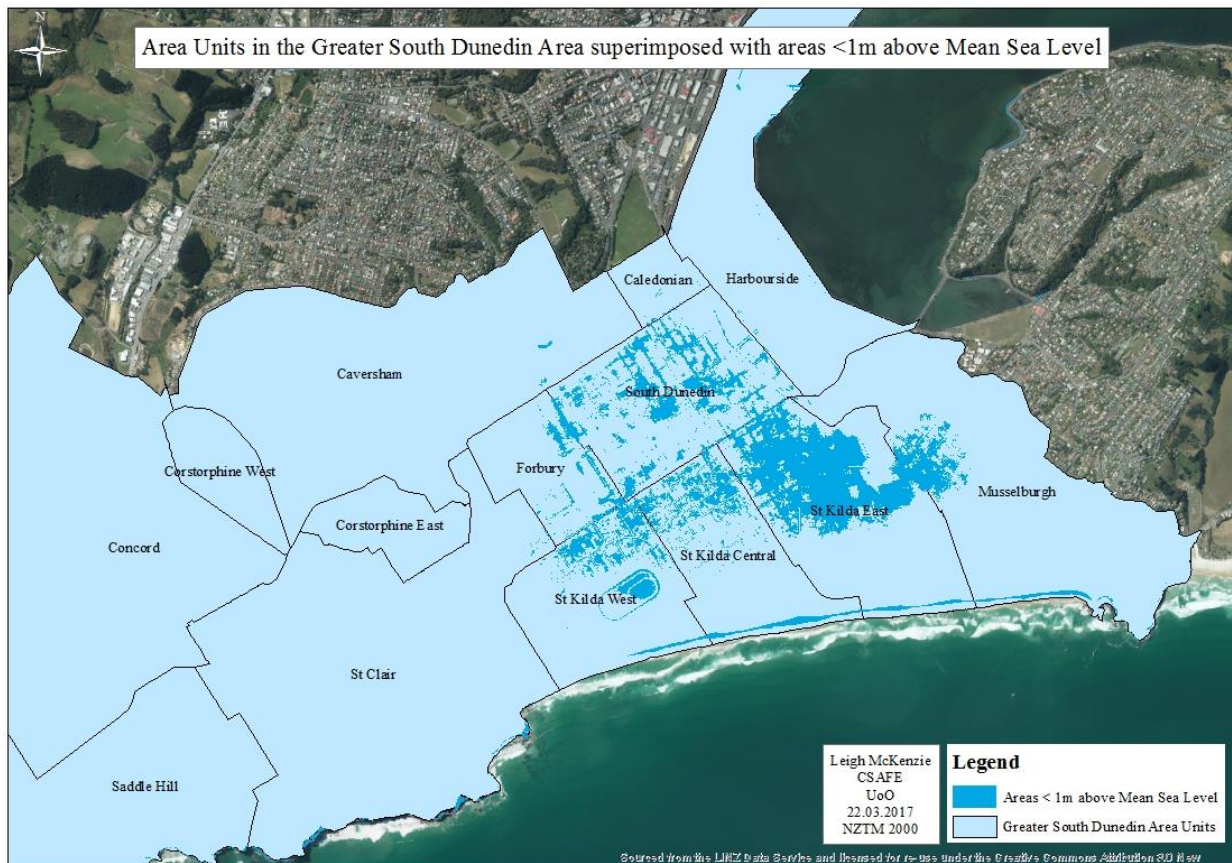 N
Area Units in the Greater South Dunedin Area superimposed with areas <1m above Mean Sea Level
Caledonian
Harbourside
Caversham
South Dunedin
Forbury
Corstorphine West
Musselburgh
St Kilda East
Corstorphine East
Concord
St Kilda Central
St Kilda West
St Clair
Saddle Hill
Leigh McKenzie
CSAFE
UoO
22.03.2017
NZTM 2000
Legend
Areas < 1m above Mean Sea Level
Greater South Dunedin Area Units
Sourced from the LINZ Data Service and licensed for re-use under the Creative Commons Attribution 3.0 New